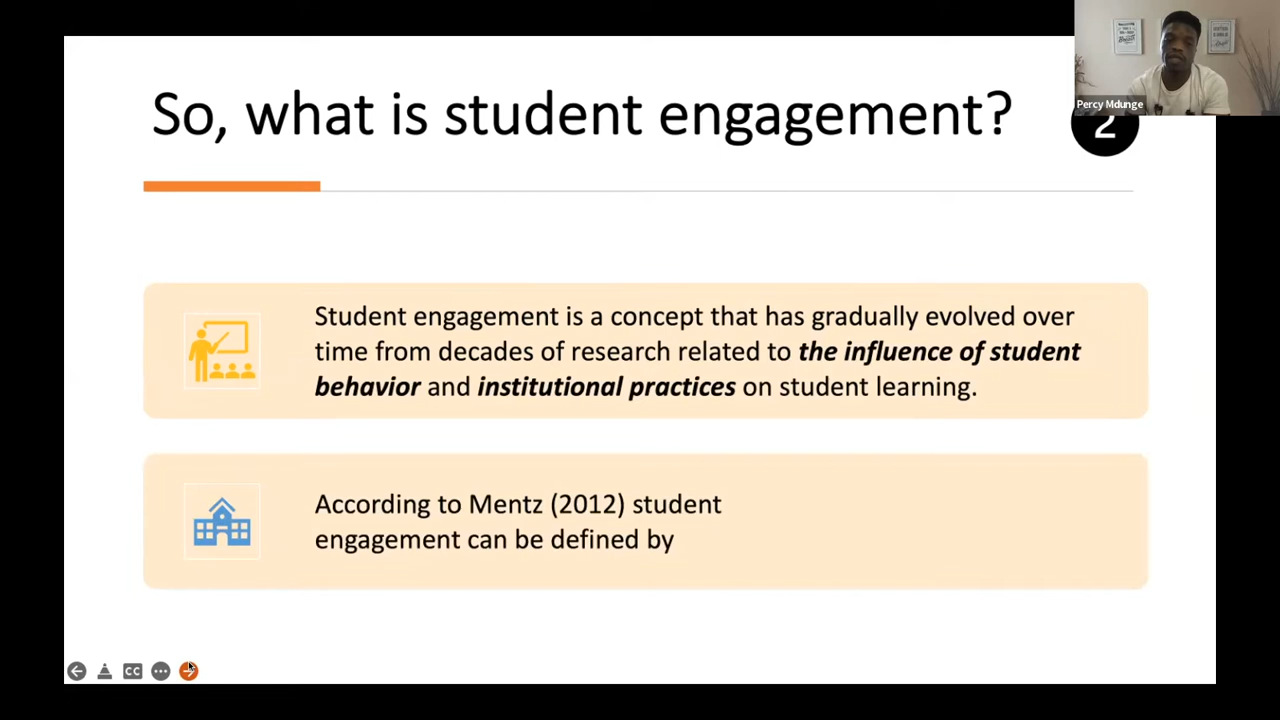 So, what is student engagement?
Percy Mdunge
2
Student engagement is a concept that has gradually evolved over
time from decades of research related to the influence of student
behavior and institutional practices on student learning.
According to Mentz (2012) student
engagement can be defined by
CC